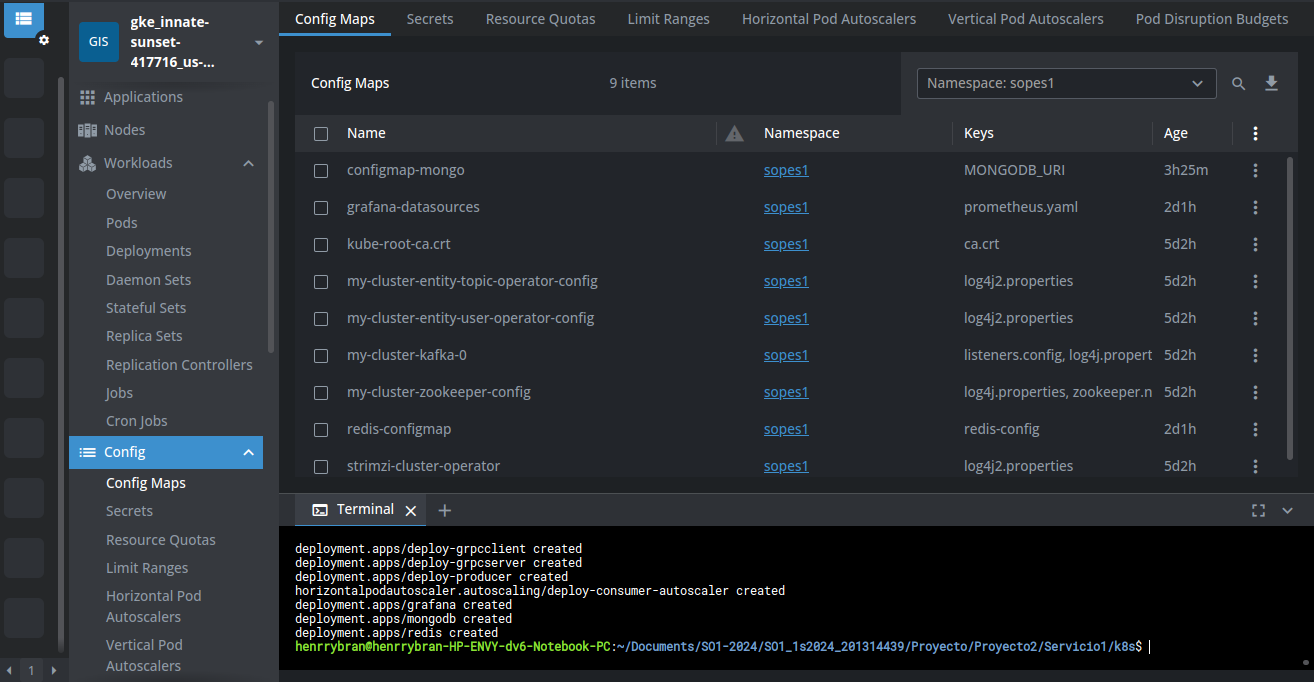 GIS
gke_innate-
sunset-
417716_us-...
Applications
Nodes
Workloads
Overview
Pods
Deployments
Daemon Sets
Stateful Sets
Replica Sets
Replication Controllers
Jobs
Cron Jobs
Config
Config Maps
Secrets
Resource Quotas
Limit Ranges
Horizontal Pod
Autoscalers
Vertical Pod
Autoscalers
1
Config Maps Secrets Resource Quotas Limit Ranges Horizontal Pod Autoscalers Vertical Pod Autoscalers Pod Disruption Budgets
Config Maps 9 items Namespace: sopes1
Name Namespace Keys Age
configmap-mongo sopes1 MONGODB_URI 3h25m
grafana-datasources sopes1 prometheus.yaml 2d1h
kube-root-ca.crt sopes1 ca.crt 5d2h
my-cluster-entity-topic-operator-config sopes1 log4j2.properties 5d2h
my-cluster-entity-user-operator-config sopes1 log4j2.properties 5d2h
my-cluster-kafka-0 sopes1 listeners.config, log4j.propert 5d2h
my-cluster-zookeeper-config sopes1 log4j.properties, zookeeper.n 5d2h
redis-configmap sopes1 redis-config 2d1h
strimzi-cluster-operator sopes1 log4j2.properties 5d2h
Terminal
deployment.apps/deploy-grpcclient created
deployment.apps/deploy-grpcserver created
deployment.apps/deploy-producer created
horizontalpodautoscaler.autoscaling/deploy-consumer-autoscaler created
deployment.apps/grafana created
deployment.apps/mongodb created
deployment.apps/redis created
henrrybran@henrrybran-HP-ENVY-dv6-Notebook-PC:~/Documents/SO1-2024/SO1_1s2024_201314439/Proyecto/Proyecto2/Servicio1/k8s$